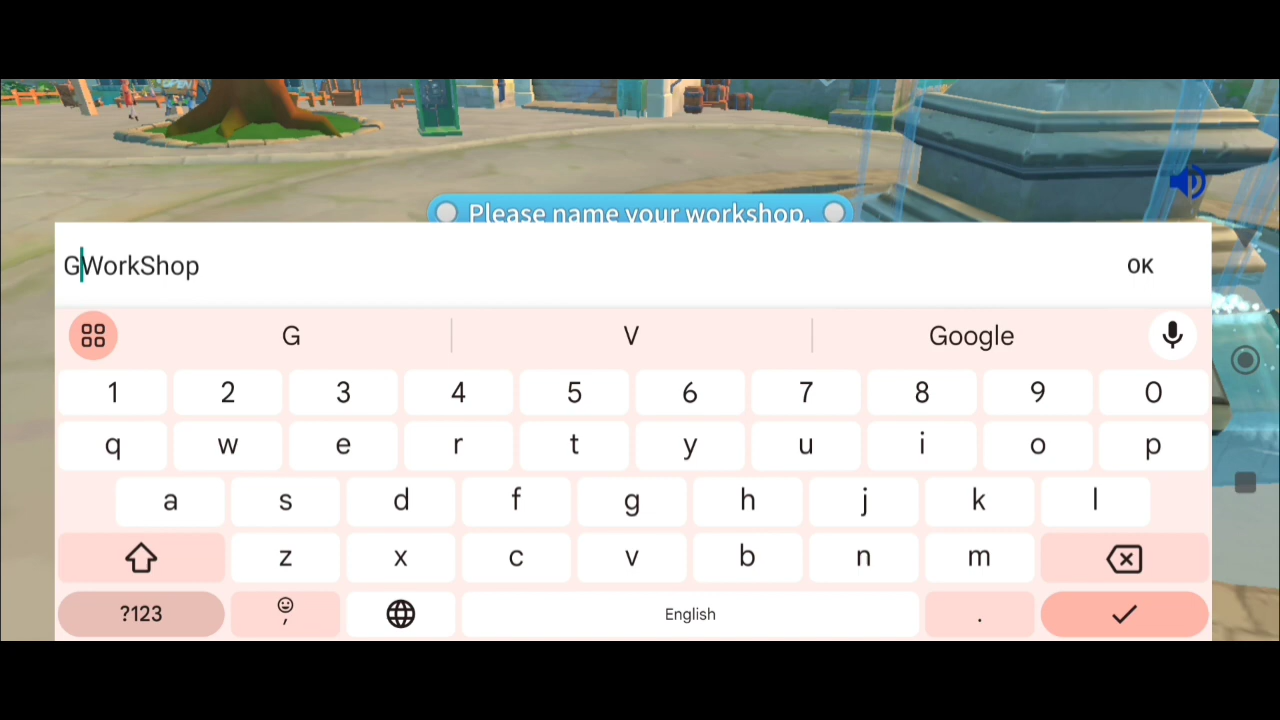 Please name your workshop.
GWorkShop
OK
G V Google
1 2 3 4 5 6 7 8 9 0
q w e r t y u i o p
a s d f g h j k l
z x c v b n m
?123 , English .